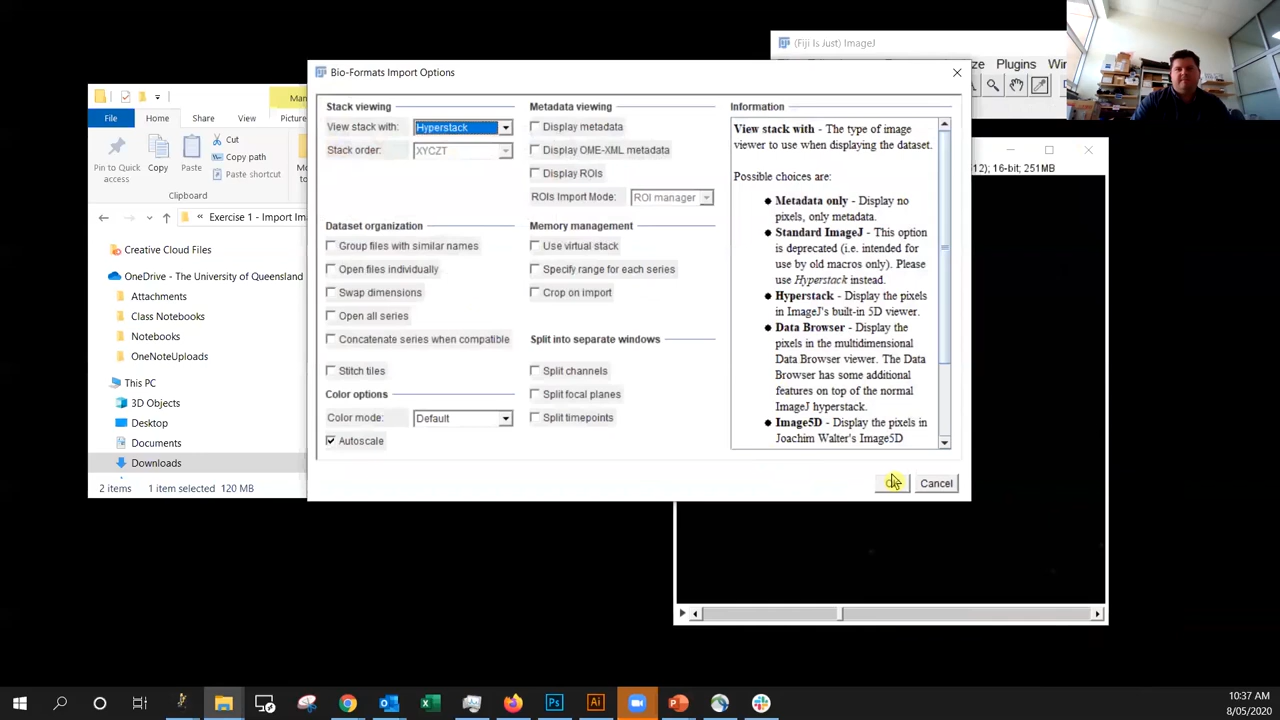 (Fiji Is Just) ImageJ
Plugins
Bio-Formats Import Options
Stack viewing
View stack with:
Hyperstack
Stack order:
XYCZT
Dataset organization
Group files with similar names
Open files individually
Swap dimensions
Open all series
Concatenate series when compatible
Stitch tiles
Color options
Color mode:
Default
Autoscale
Metadata viewing
Display metadata
Display OME-XML metadata
Display ROIs
ROIs Import Mode:
ROI manager
Memory management
Use virtual stack
Specify range for each series
Crop on import
Split into separate windows
Split channels
Split focal planes
Split timepoints
Information
View stack with - The type of image
viewer to use when displaying the dataset.
Possible choices are:
● Metadata only - Display no
pixels, only metadata.
● Standard ImageJ - This option
is deprecated (i.e. intended for
use by old macros only). Please
use Hyperstack instead.
● Hyperstack - Display the pixels
in ImageJ's built-in 5D viewer.
● Data Browser - Display the
pixels in the multidimensional
Data Browser viewer. The Data
Browser has some additional
features on top of the normal
ImageJ hyperstack.
● Image5D - Display the pixels in
Joachim Walter's Image5D
Cancel
12); 16-bit; 251MB
File
Home
Share
View
Pin to Quick
access
Copy
Paste
Cut
Copy path
Paste shortcut
Clipboard
« Exercise 1 - Import
Creative Cloud Files
OneDrive - The University of Queensland
Attachments
Class Notebooks
Notebooks
OneNoteUploads
This PC
3D Objects
Desktop
Documents
Downloads
2 items
1 item selected 120 MB
Ps
Ai
10:37 AM
8/05/2020